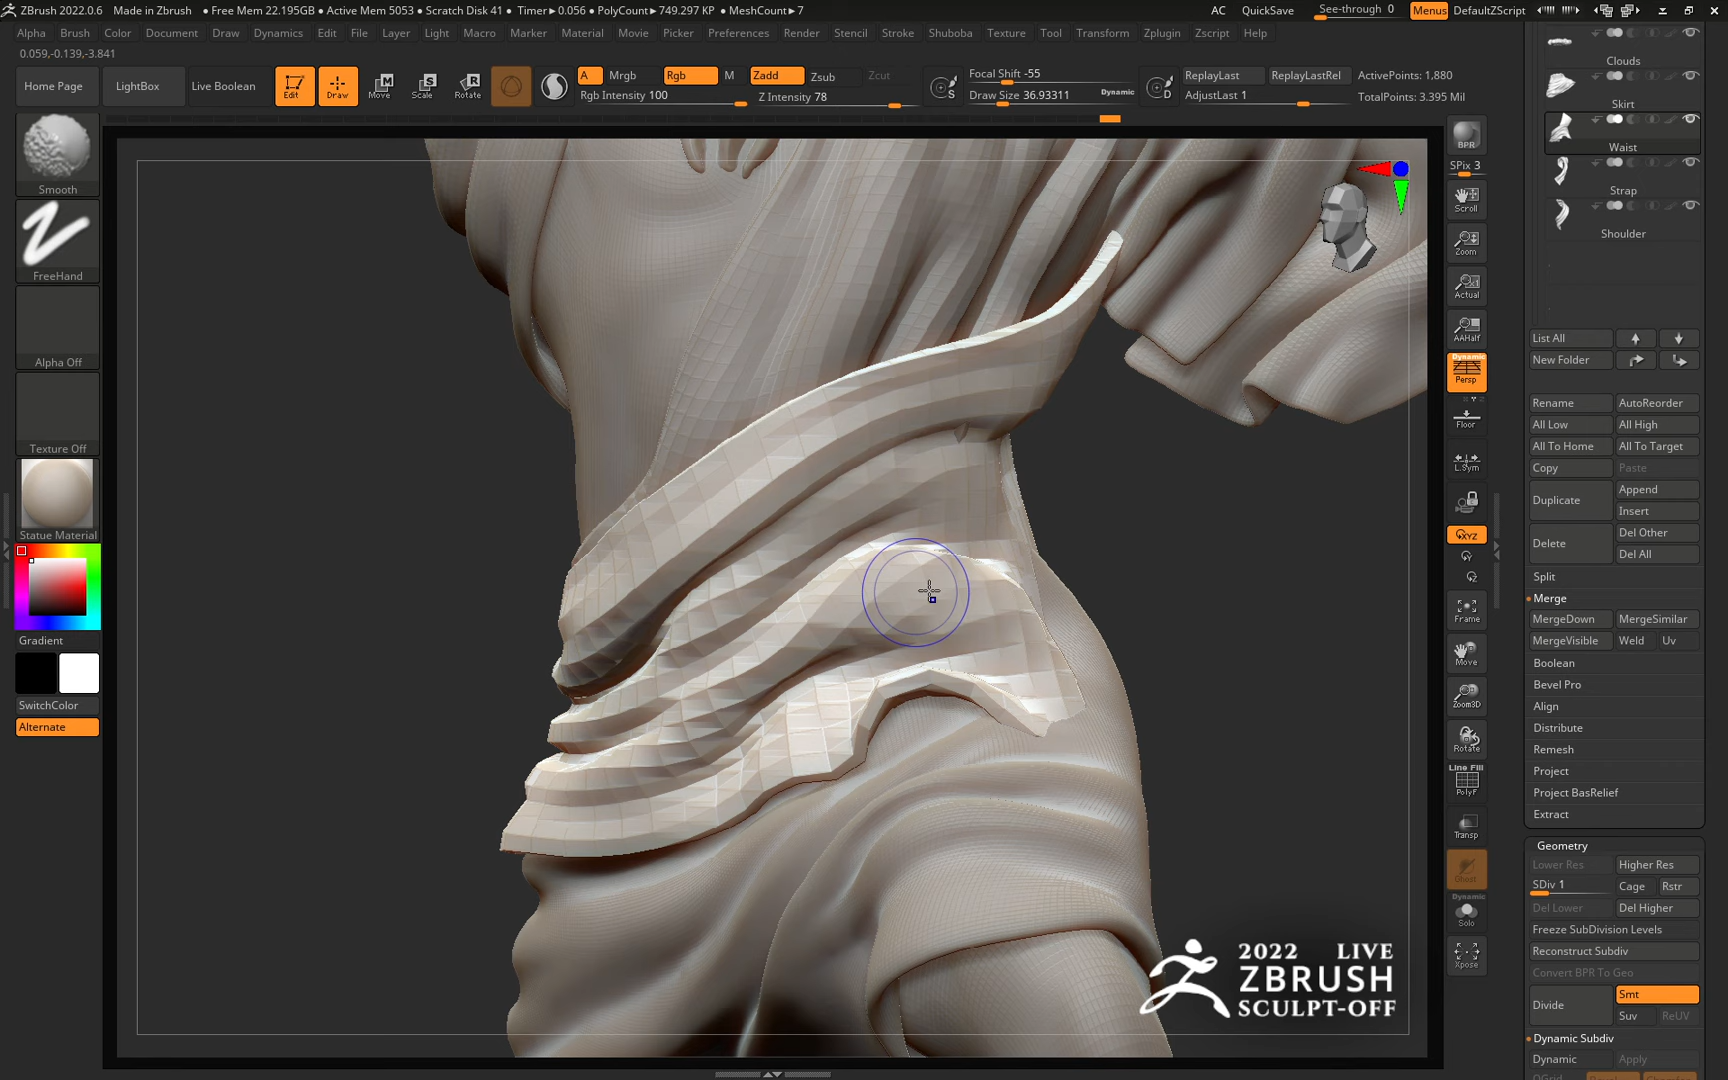 ZBrush 2022.0.6 Made in Zbrush • Free Mem 22.195GB • Active Mem 5053 • Scratch Disk 41 • Timer▸0.056 • PolyCount▸749.297 KP • MeshCount▸7
AC QuickSave See-through 0 Menus DefaultZScript
Alpha Brush Color Document Draw Dynamics Edit File Layer Light Macro Marker Material Movie Picker Preferences Render Stencil Stroke Shuboba Texture Tool Transform Zplugin Zscript Help
0.059,-0.139,-3.841
Home Page LightBox Live Boolean Edit Draw Move Scale Rotate
A Mrgb Rgb M Zadd Zsub Zcut
Rgb Intensity 100 Z Intensity 78
S Focal Shift -55
Draw Size 36.93311 Dynamic
D ReplayLast ReplayLastRel ActivePoints: 1,880
AdjustLast 1 TotalPoints: 3.395 Mil
Smooth
FreeHand
Alpha Off
Texture Off
Statue Material
Gradient
SwitchColor
Alternate
BPR
SPix 3
Scroll
Zoom
Actual
AAHalf
Dynamic
Persp
Floor
L.Sym
XYZ
Y
Z
Frame
Move
Zoom3D
Rotate
Line Fill
PolyF
Transp
Ghost
Dynamic
Solo
Xpose
Clouds
Skirt
Waist
Strap
Shoulder
List All
New Folder
Rename AutoReorder
All Low All High
All To Home All To Target
Copy Paste
Duplicate Append
Insert
Delete Del Other
Del All
Split
Merge
MergeDown MergeSimilar
MergeVisible Weld Uv
Boolean
Bevel Pro
Align
Distribute
Remesh
Project
Project BasRelief
Extract
Geometry
Lower Res Higher Res
SDiv 1 Cage Rstr
Del Lower Del Higher
Freeze SubDivision Levels
Reconstruct Subdiv
Convert BPR To Geo
Divide Smt
Suv ReUV
Dynamic Subdiv
Dynamic Apply
2022 LIVE
ZBRUSH
SCULPT-OFF